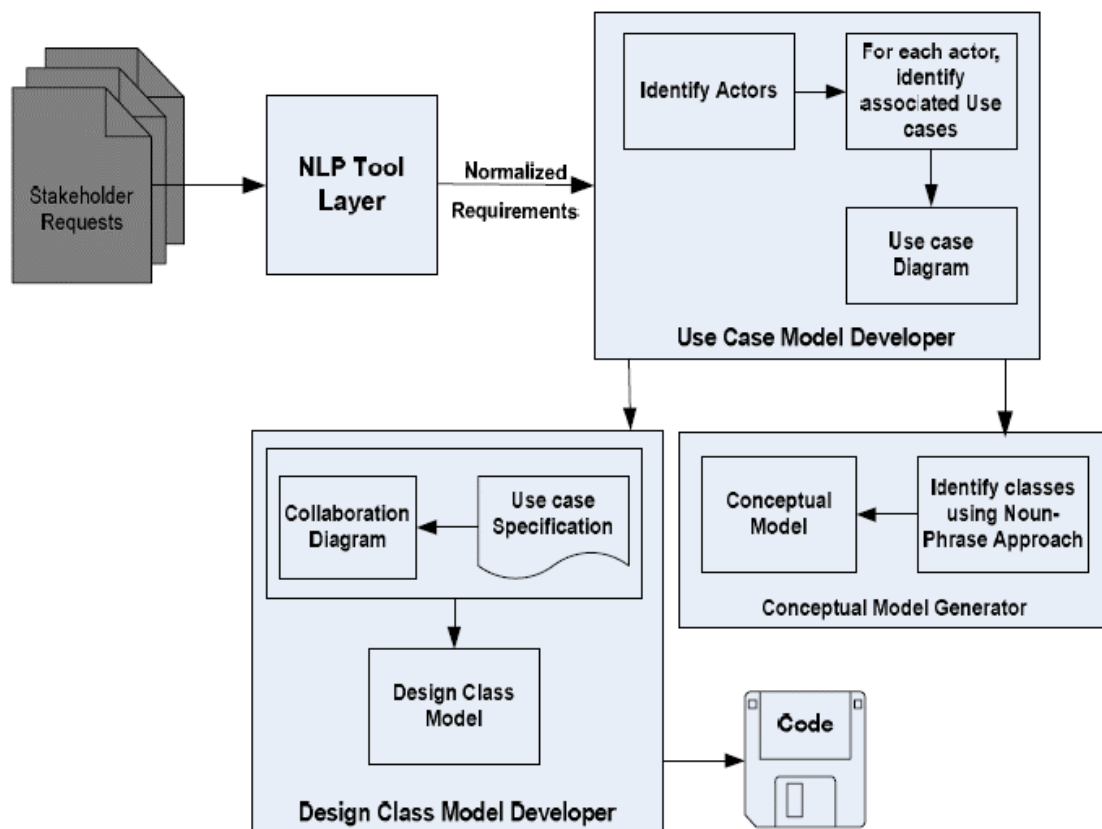 Stakeholder
Requests
NLP Tool
Layer
Normalized
Requirements
Identify Actors
For each actor,
identify
associated Use
cases
Use case
Diagram
Use Case Model Developer
Collaboration
Diagram
Use case
Specification
Design Class
Model
Design Class Model Developer
Conceptual
Model
Identify classes
using Noun-
Phrase Approach
Conceptual Model Generator
Code